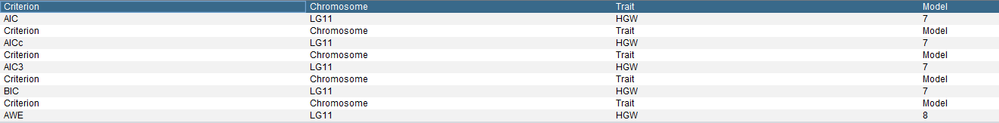 Criterion Chromosome Trait Model
AIC LG11 HGW 7
Criterion Chromosome Trait Model
AICc LG11 HGW 7
Criterion Chromosome Trait Model
AIC3 LG11 HGW 7
Criterion Chromosome Trait Model
BIC LG11 HGW 7
Criterion Chromosome Trait Model
AWE LG11 HGW 8